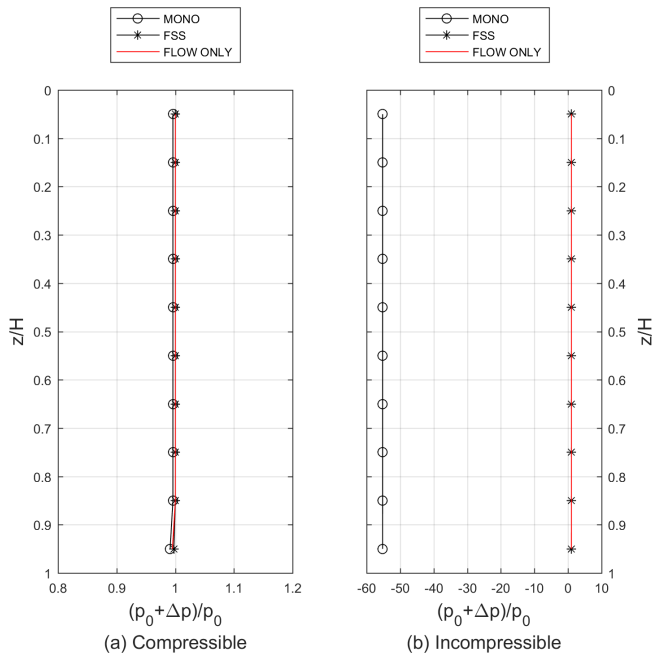 MONO
FSS
FLOW ONLY
0
0.1
0.2
0.3
0.4
0.5
0.6
0.7
0.8
0.9
1
z/H
0.8
0.9
1
1.1
1.2
(p₀+Δp)/p₀
(a) Compressible
MONO
FSS
FLOW ONLY
0
0.1
0.2
0.3
0.4
0.5
0.6
0.7
0.8
0.9
1
z/H
-60
-50
-40
-30
-20
-10
0
10
(p₀+Δp)/p₀
(b) Incompressible